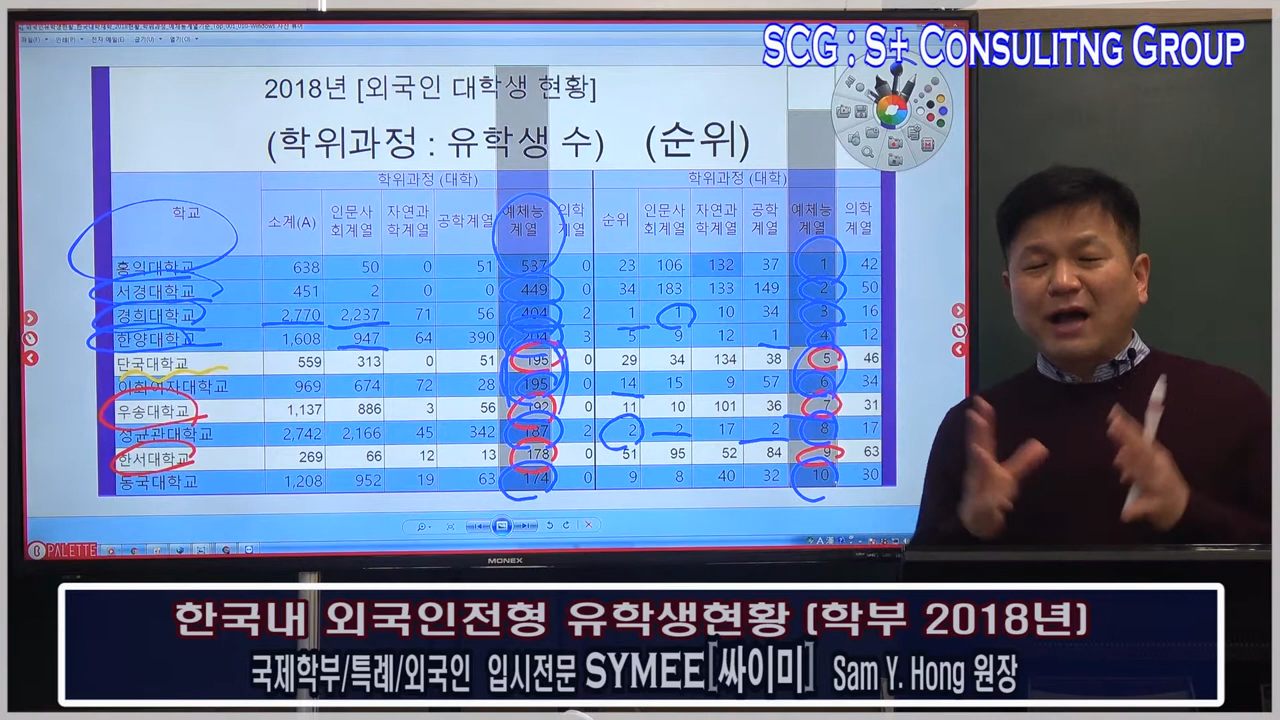 SCG : S+ CONSULITNG GROUP
2018년 [외국인 대학생 현황]
(학위과정 : 유학생 수) (순위)
학교 학위과정 (대학) 학위과정 (대학)
소계(A) 인문사회계열 자연과학계열 공학계열 예체능계열 의학계열 순위 인문사회계열 자연과학계열 공학계열 예체능계열 의학계열
홍익대학교 638 50 0 51 537 0 23 106 132 37 1 42
서경대학교 451 2 0 0 449 0 34 183 133 149 2 50
경희대학교 2,770 2,237 71 56 404 2 1 1 10 34 3 16
한양대학교 1,608 947 64 390 204 3 5 9 12 1 4 12
단국대학교 559 313 0 51 195 0 29 34 134 38 5 46
이화여자대학교 969 674 72 28 195 0 14 15 9 57 6 34
우송대학교 1,137 886 3 56 192 0 11 10 101 36 7 31
성균관대학교 2,742 2,166 45 342 187 2 2 2 17 2 8 17
한서대학교 269 66 12 13 178 0 51 95 52 84 9 63
동국대학교 1,208 952 19 63 174 0 9 8 40 32 10 30
PALETTE
MONEX
한국내 외국인전형 유학생현황 [학부 2018년]
국제학부/특례/외국인 입시전문 SYMEE[싸이미] Sam Y. Hong 원장